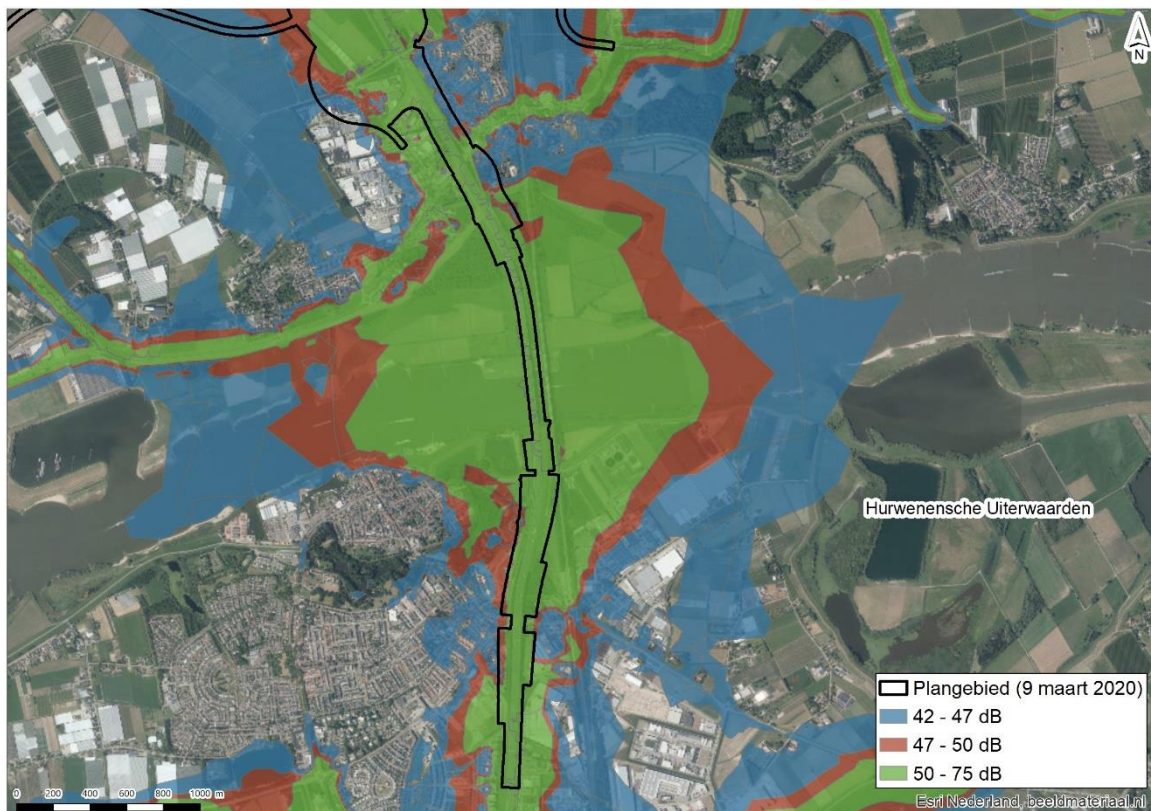 N
Hurwenensche Uiterwaarden
Plangebied (9 maart 2020)
42 - 47 dB
47 - 50 dB
50 - 75 dB
0 200 400 600 800 1000 m
Esri Nederland, beeldmateriaal.nl